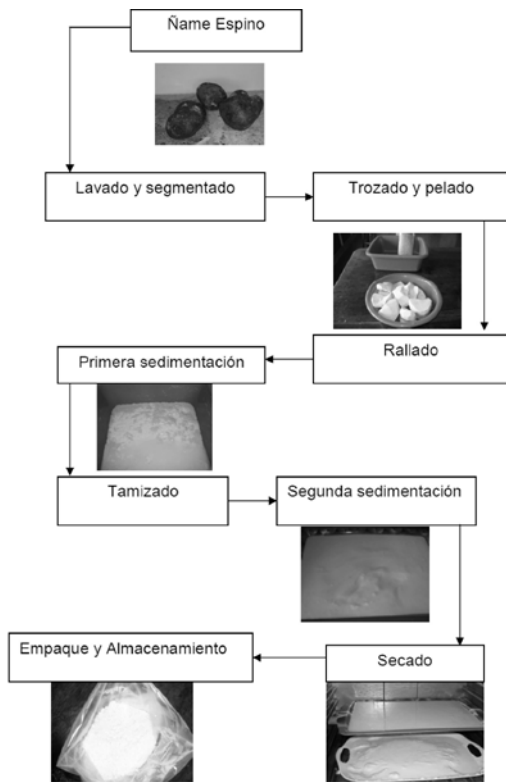 Ñame Espino
Lavado y segmentado
Trozado y pelado
Rallado
Primera sedimentación
Tamizado
Segunda sedimentación
Secado
Empaque y Almacenamiento